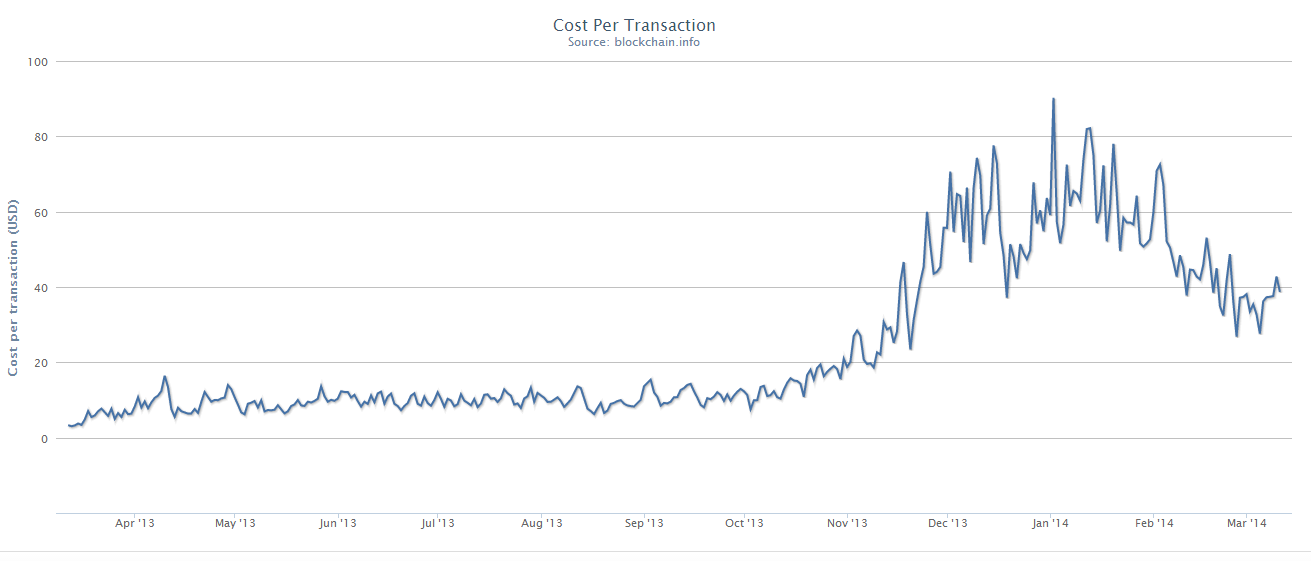 Cost Per Transaction
Source: blockchain.info
Cost per transaction (USD)
100
80
60
40
20
0
Apr '13 May '13 Jun '13 Jul '13 Aug '13 Sep '13 Oct '13 Nov '13 Dec '13 Jan '14 Feb '14 Mar '14